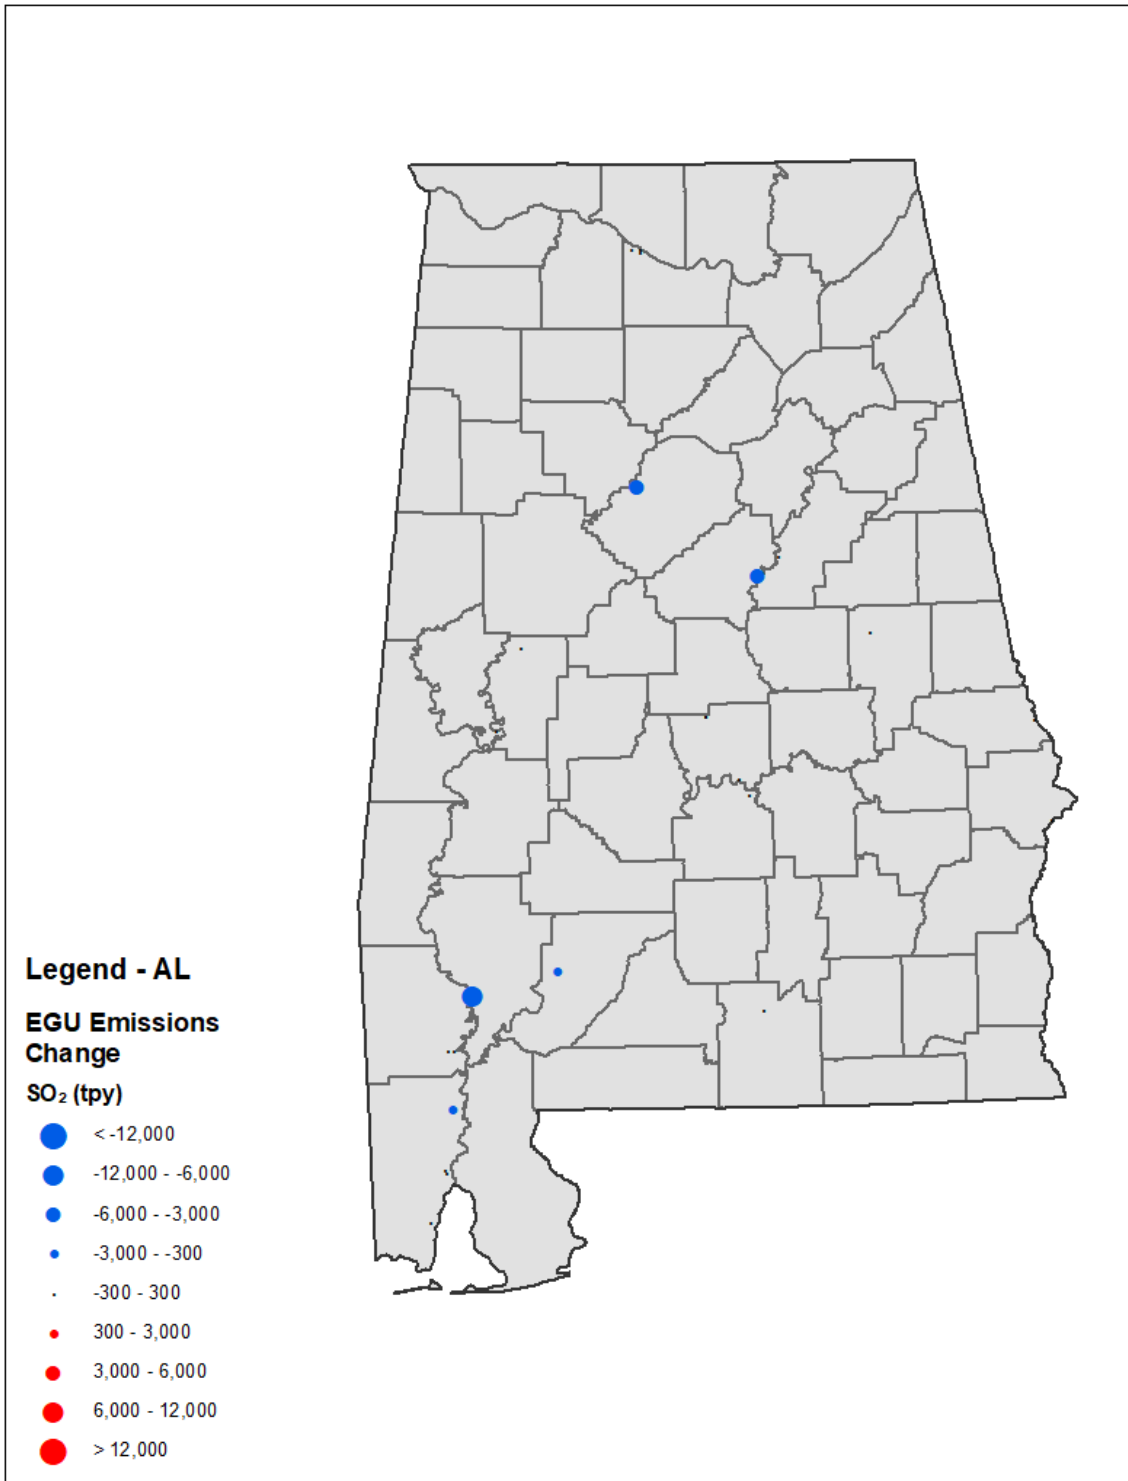 Legend - AL
EGU Emissions
Change
SO₂ (tpy)
< -12,000
-12,000 - -6,000
-6,000 - -3,000
-3,000 - -300
-300 - 300
300 - 3,000
3,000 - 6,000
6,000 - 12,000
> 12,000